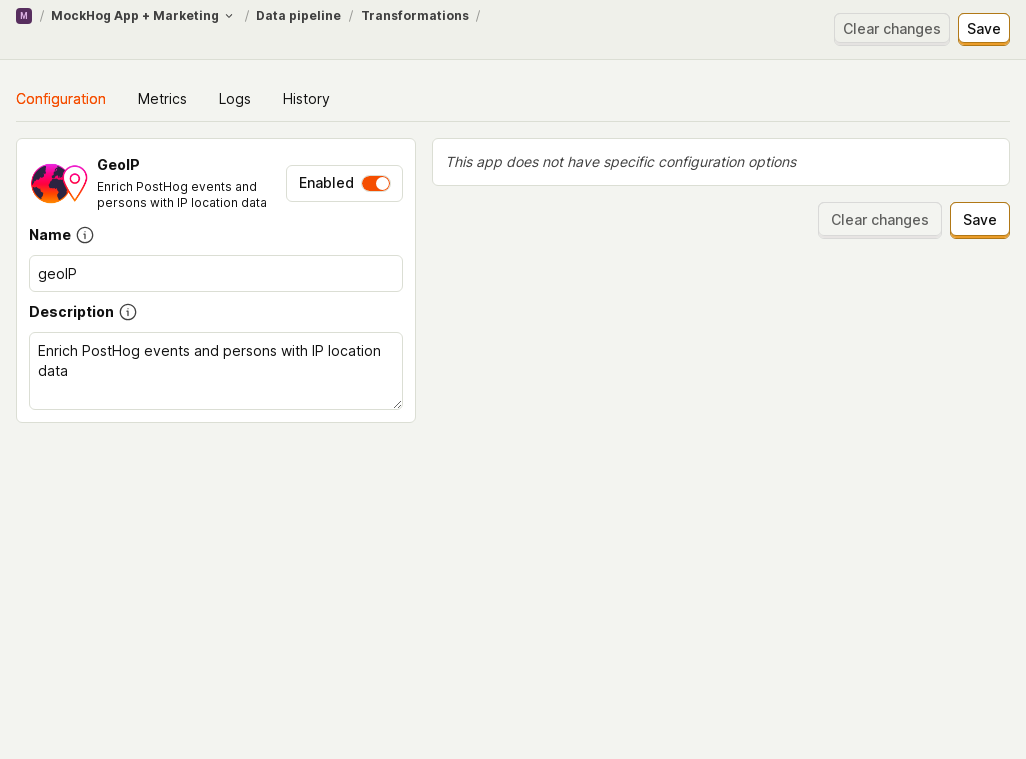 M / MockHog App + Marketing / Data pipeline / Transformations /
Clear changes Save
Configuration Metrics Logs History
GeoIP
Enrich PostHog events and
persons with IP location data
Enabled
Name
geoIP
Description
Enrich PostHog events and persons with IP location
data
This app does not have specific configuration options
Clear changes Save